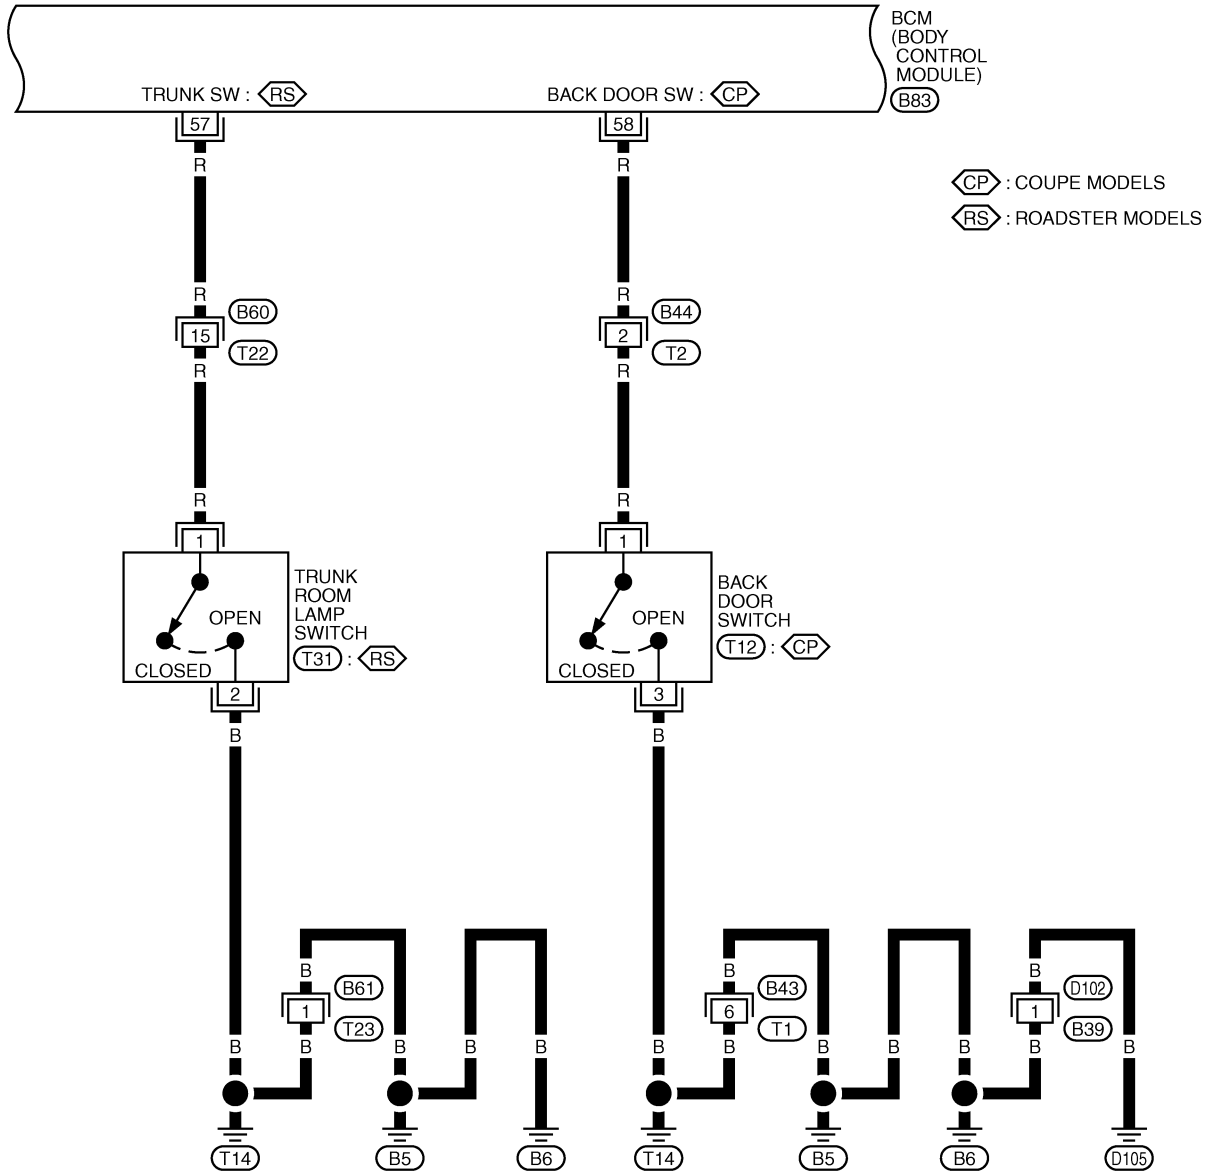 BCM
(BODY
CONTROL
MODULE)
B83
TRUNK SW : RS
BACK DOOR SW : CP
57
58
R
R
CP : COUPE MODELS
RS : ROADSTER MODELS
R
R
B60
B44
15
2
T22
T2
R
R
R
R
1
1
TRUNK
ROOM
LAMP
SWITCH
T31 : RS
OPEN
CLOSED
BACK
DOOR
SWITCH
T12 : CP
OPEN
CLOSED
2
3
B
B
B
B
B
B61
B43
D102
1
6
1
T23
T1
B39
B
B
B
B
B
B
B
B
B
B
B
B
T14
B5
B6
T14
B5
B6
D105